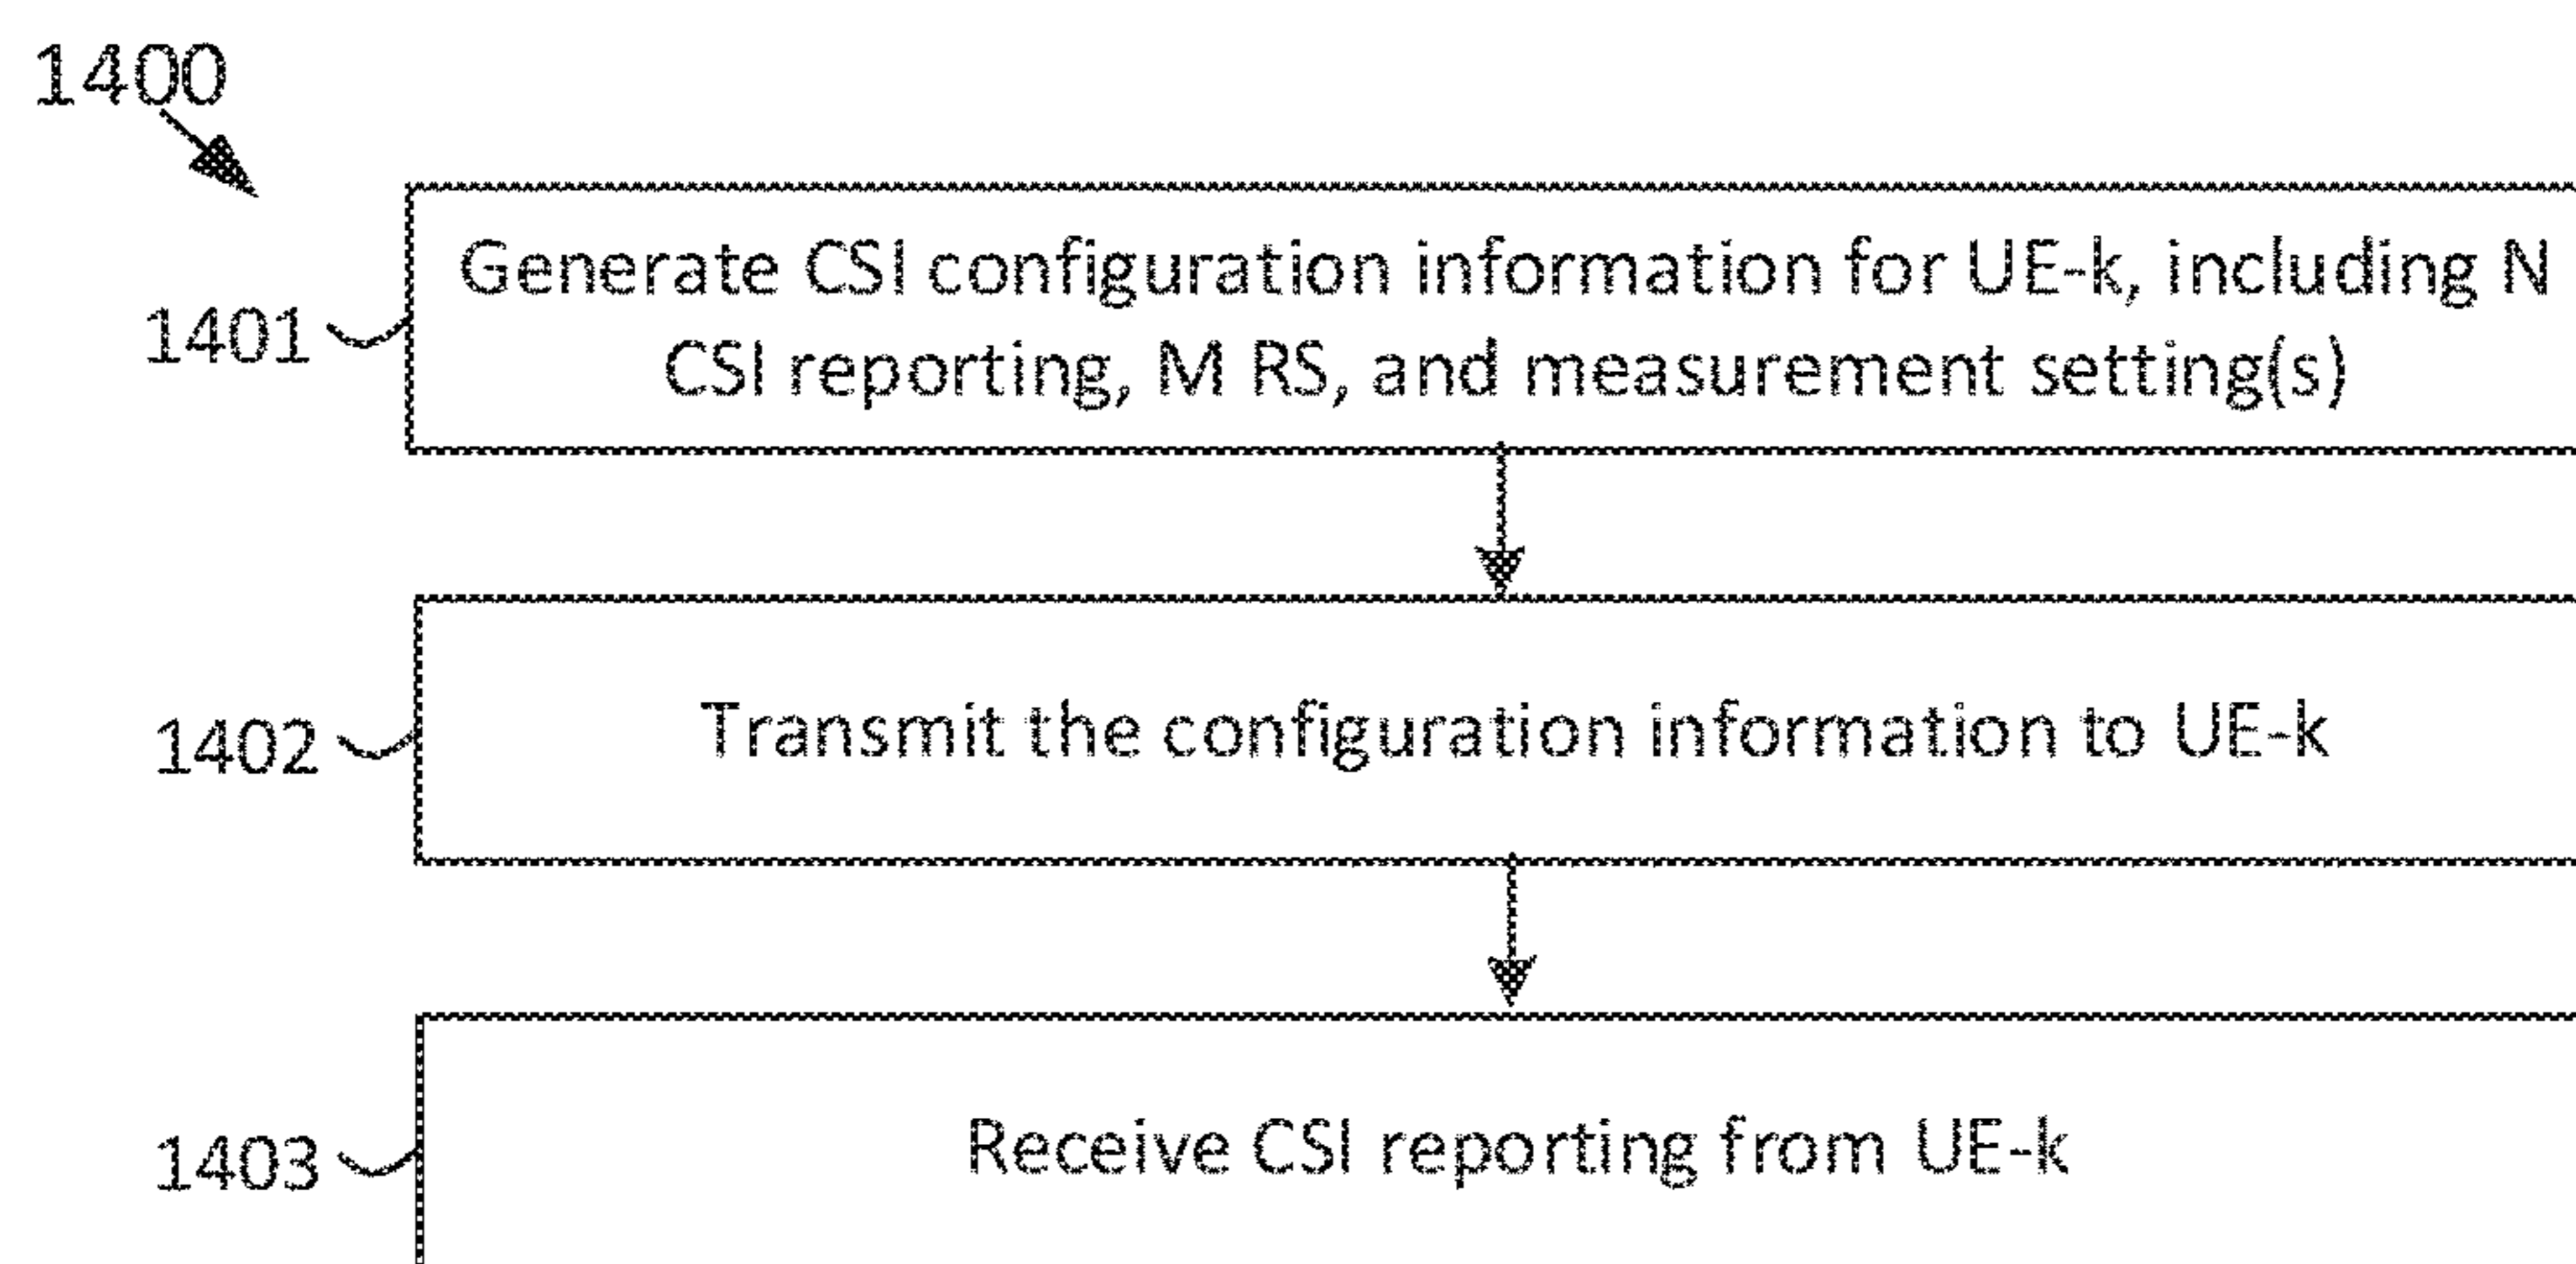 1400
1401
Generate CSI configuration information for UE-k, including N
CSI reporting, M RS, and measurement setting(s)
1402
Transmit the configuration information to UE-k
1403
Receive CSI reporting from UE-k